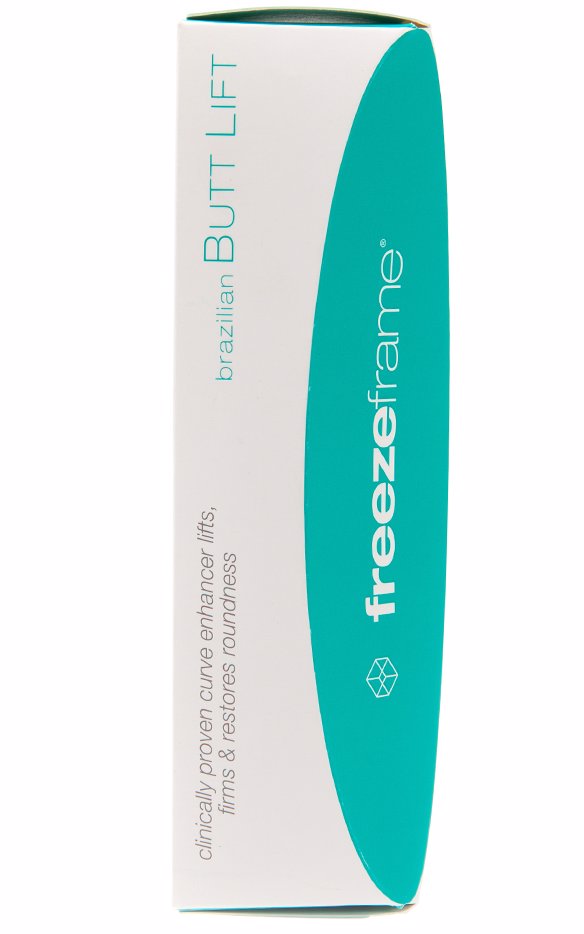 brazilian BUTT LIFT
clinically proven curve enhancer lifts,
firms & restores roundness
freezeframe®